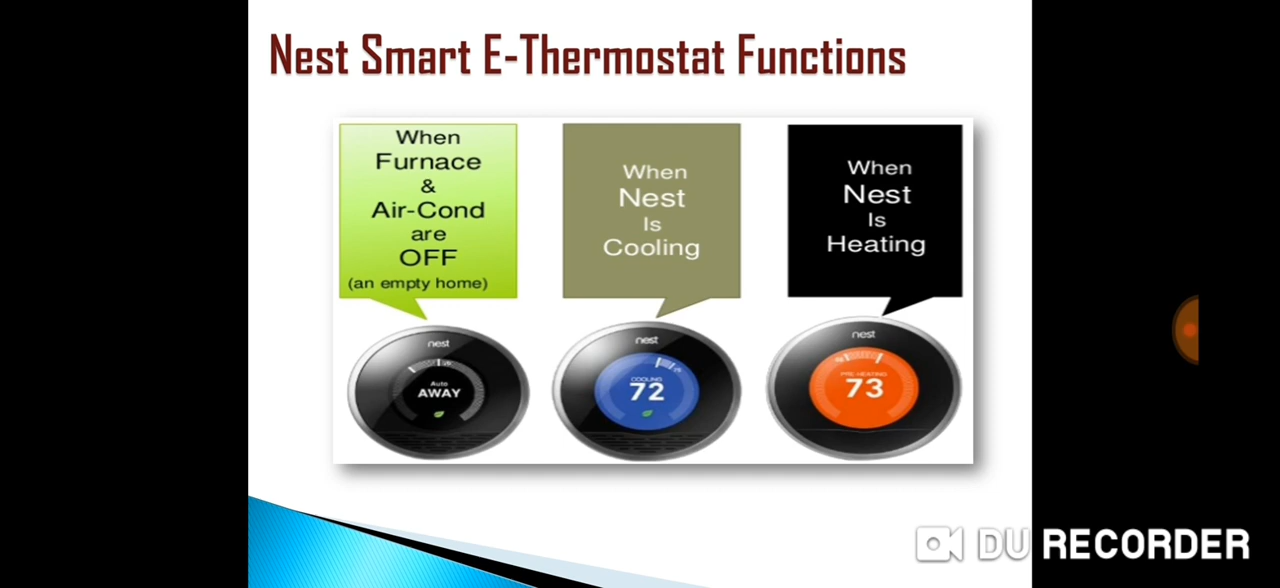 Nest Smart E-Thermostat Functions
When
Furnace
&
Air-Cond
are
OFF
(an empty home)
When
Nest
Is
Cooling
When
Nest
Is
Heating
nest
Auto
AWAY
nest
COOLING
72
nest
PRE-HEATING
73
DU RECORDER